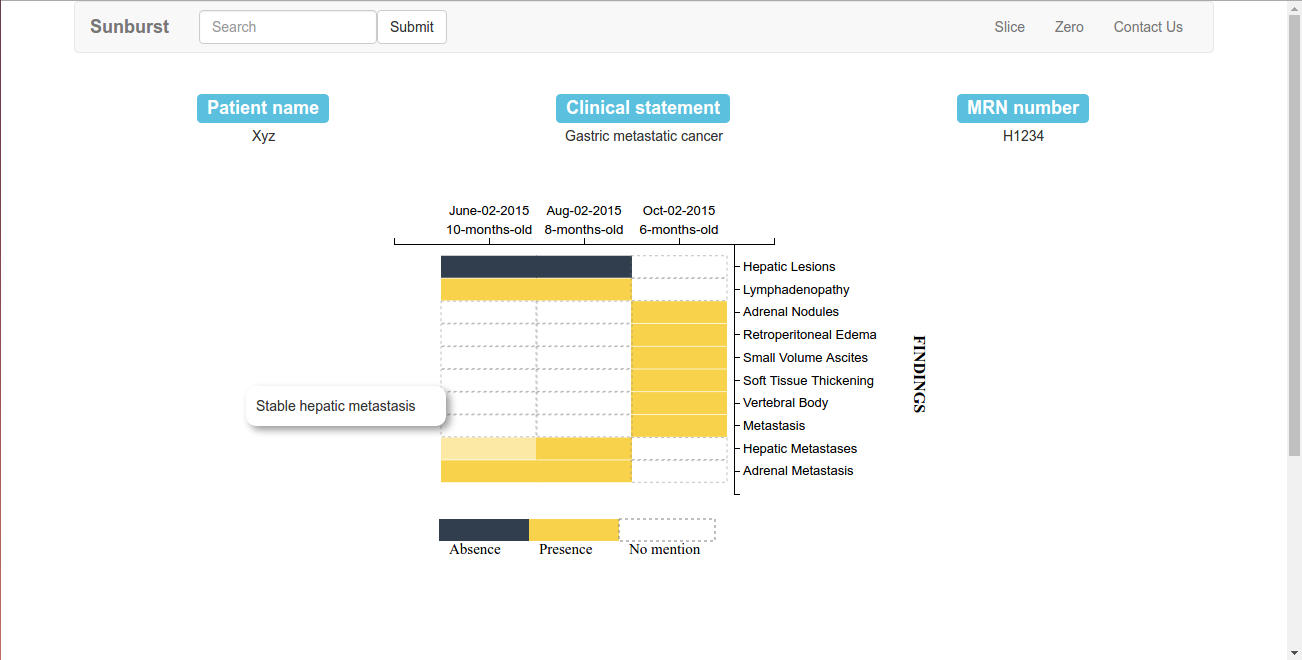 Sunburst Search Submit Slice Zero Contact Us
Patient name Clinical statement MRN number
Xyz Gastric metastatic cancer H1234
June-02-2015 Aug-02-2015 Oct-02-2015
10-months-old 8-months-old 6-months-old
Hepatic Lesions
Lymphadenopathy
Adrenal Nodules
Retroperitoneal Edema
Small Volume Ascites
Soft Tissue Thickening
Vertebral Body
Metastasis
Hepatic Metastases
Adrenal Metastasis
FINDINGS
Stable hepatic metastasis
Absence Presence No mention